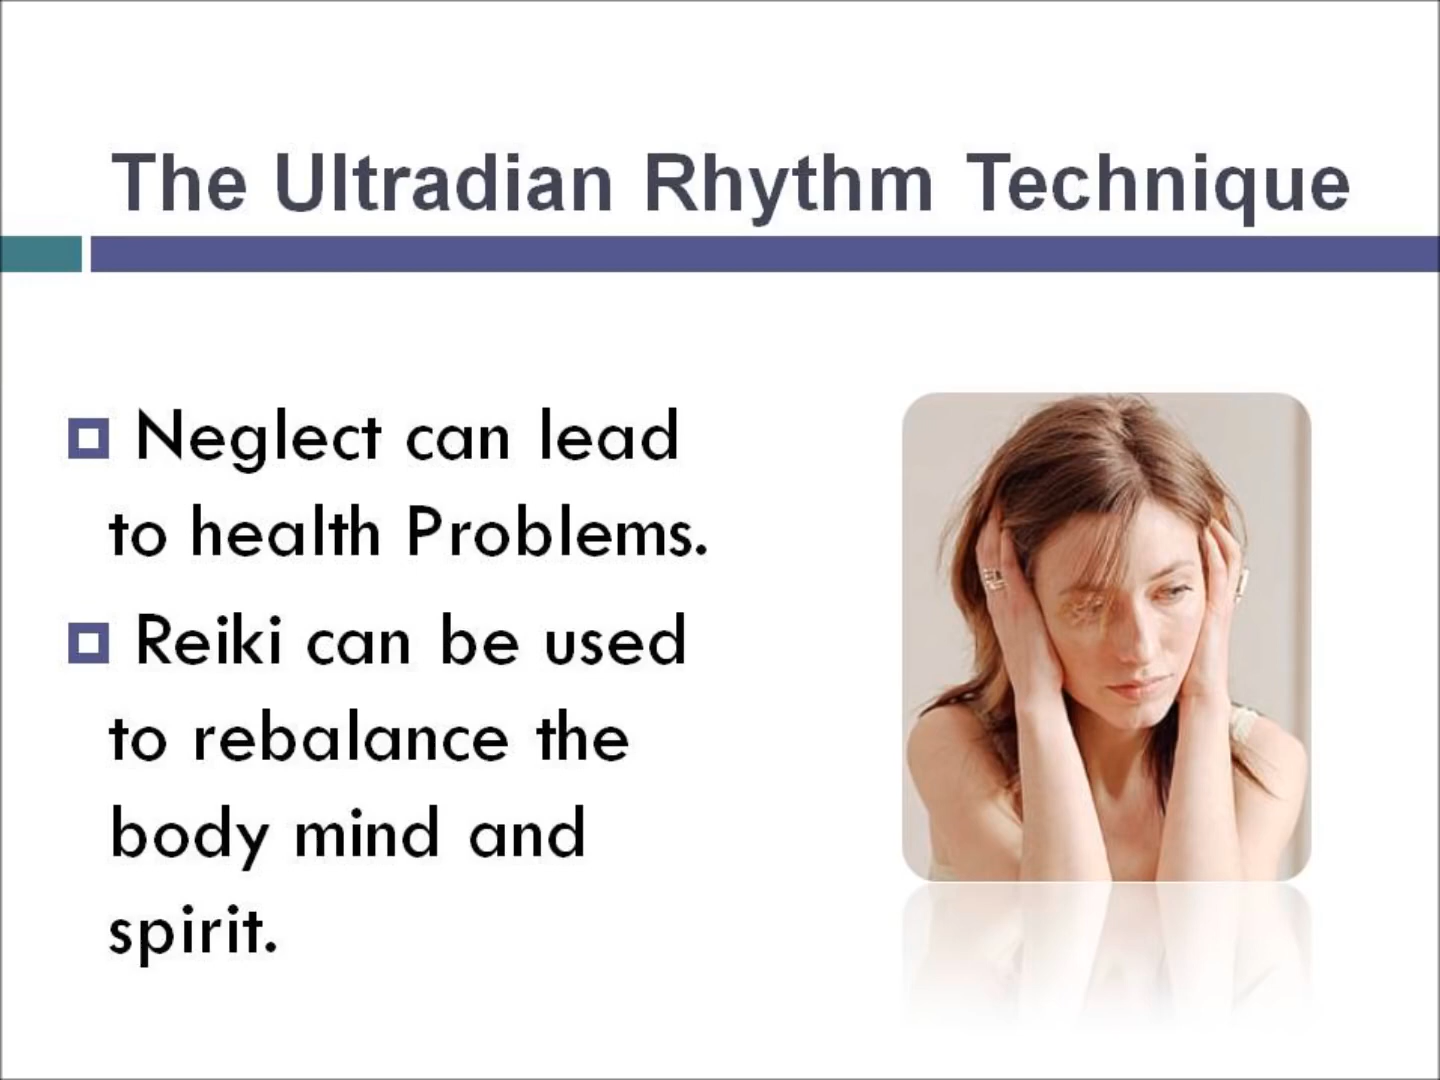 The Ultradian Rhythm Technique
Neglect can lead
to health Problems.
Reiki can be used
to rebalance the
body mind and
spirit.